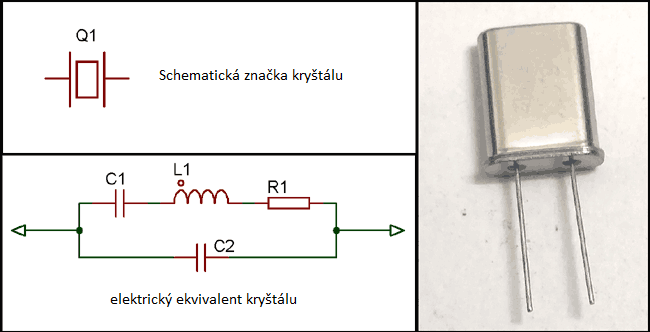 Q1
Schematická značka kryštálu
C1
L1
R1
C2
elektrický ekvivalent kryštálu